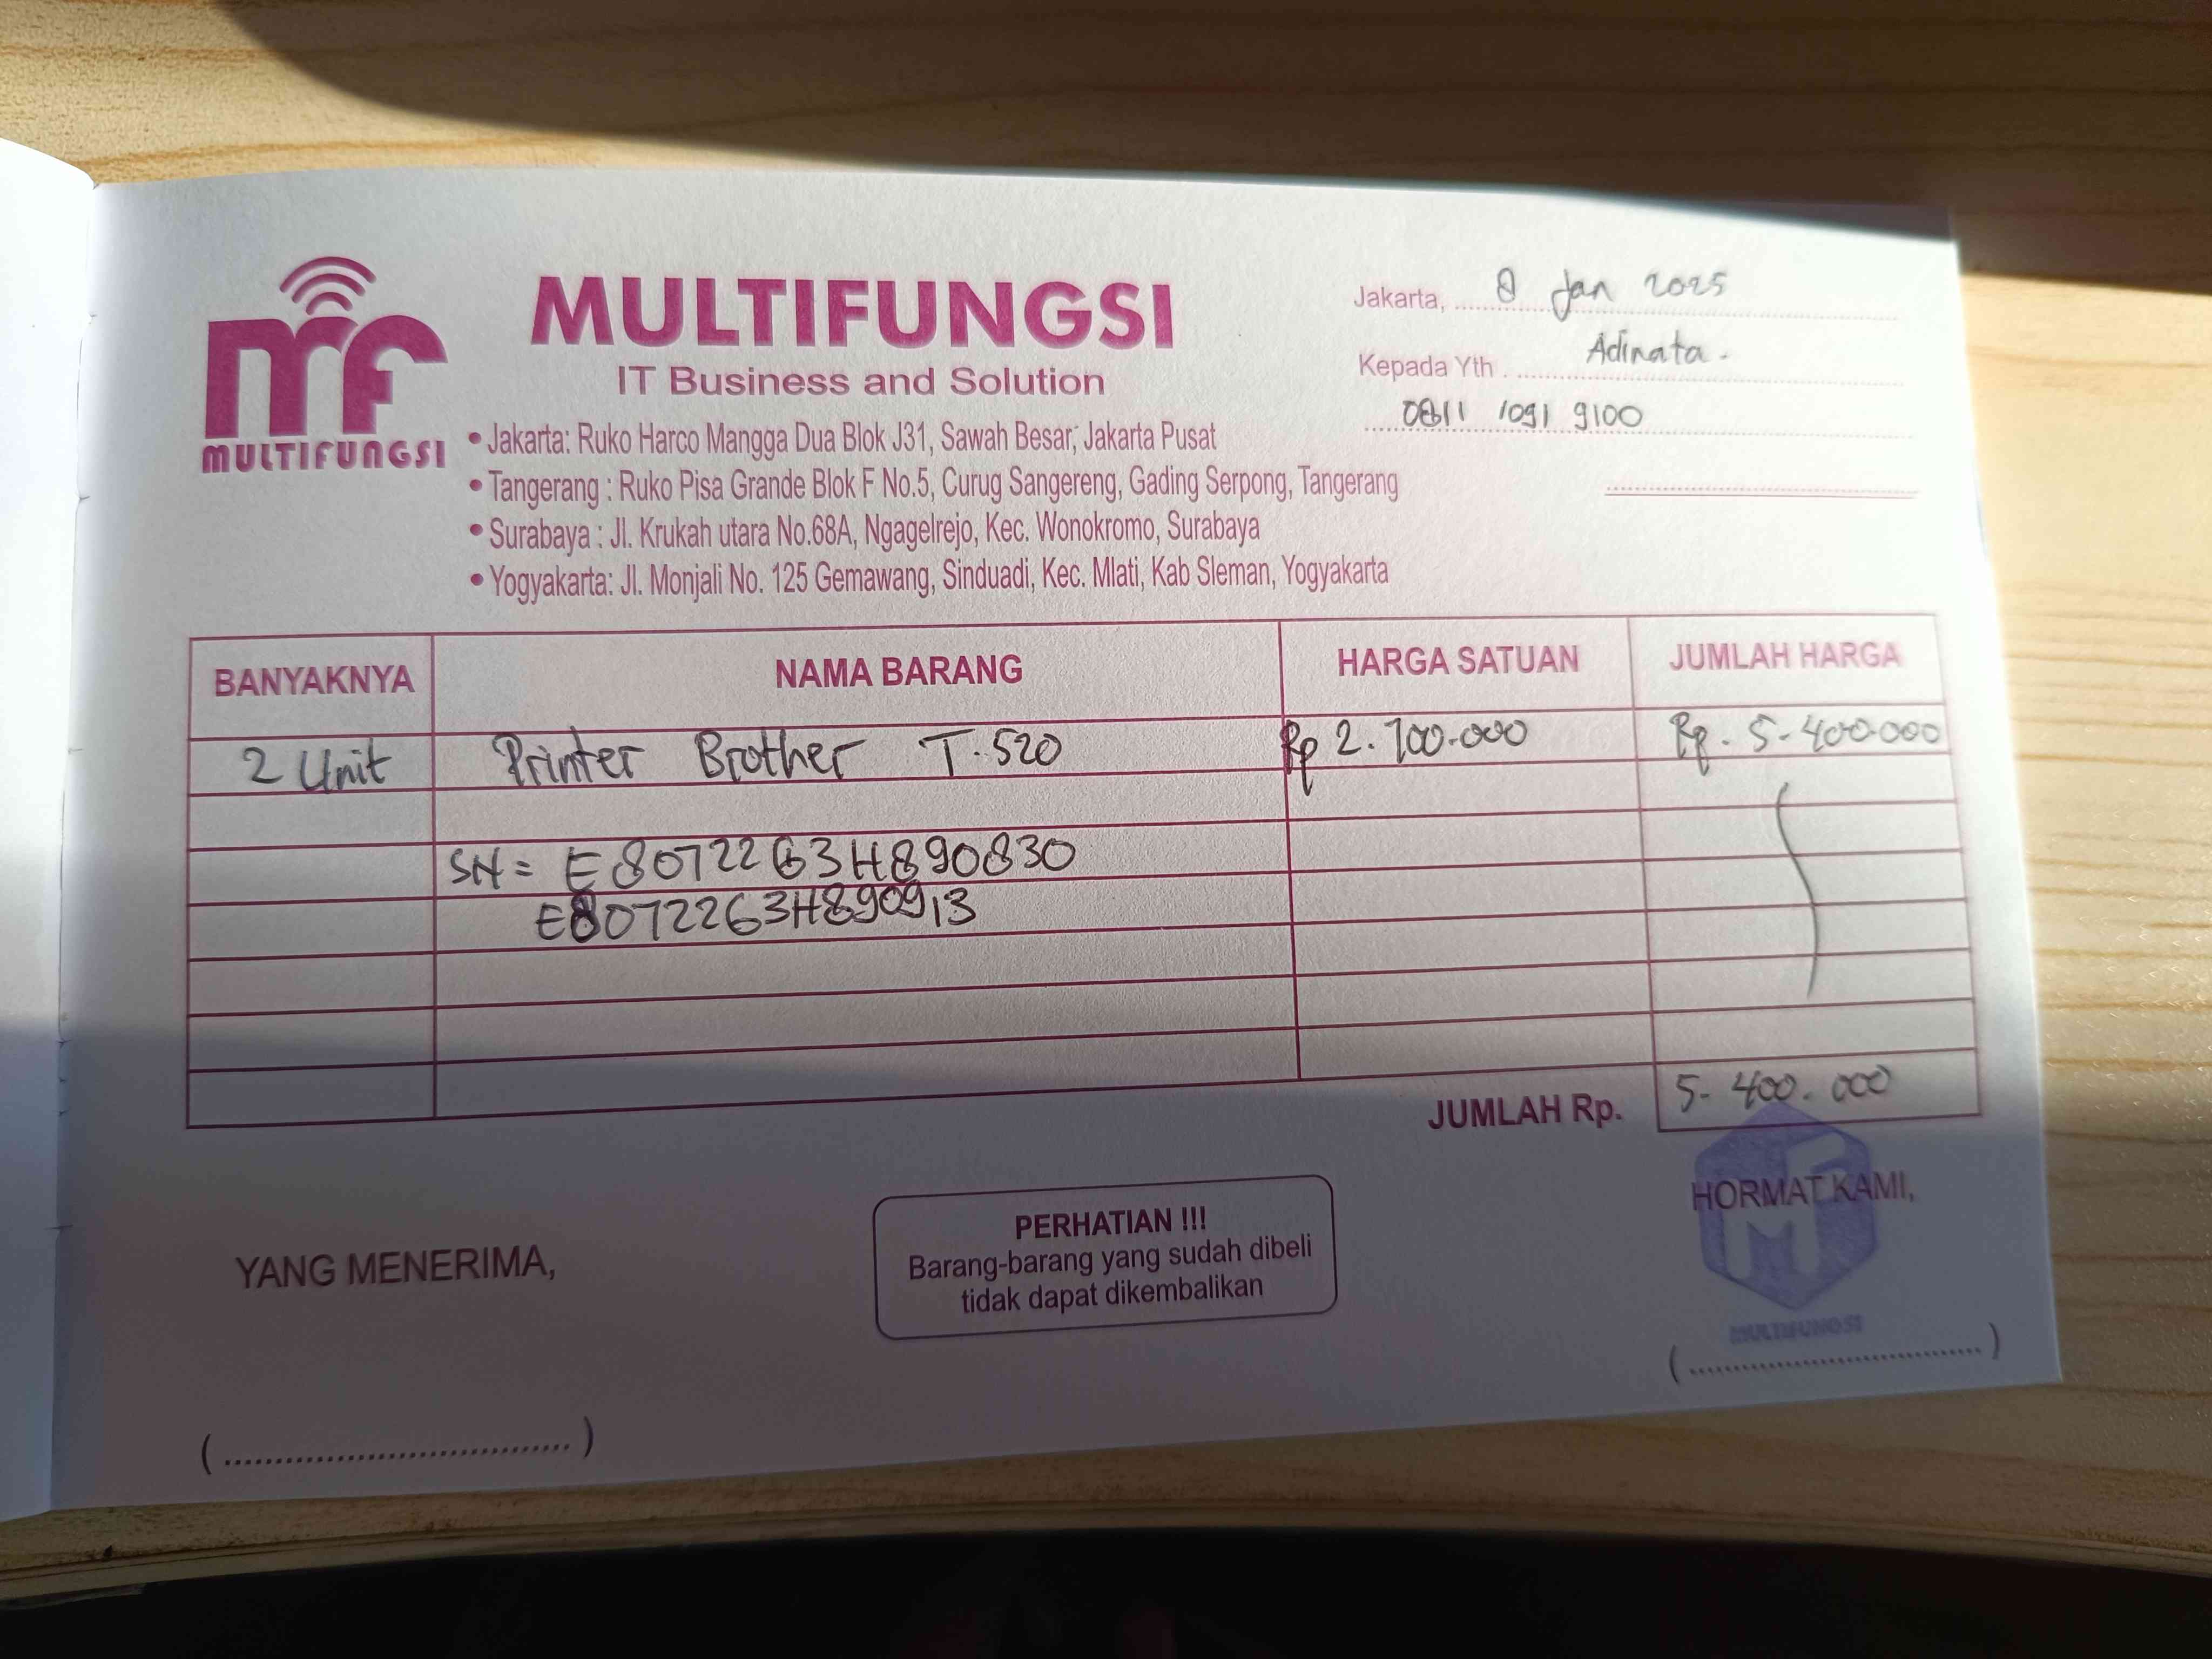 MULTIFUNGSI
MULTIFUNGSI
IT Business and Solution
• Jakarta: Ruko Harco Mangga Dua Blok J31, Sawah Besar, Jakarta Pusat
• Tangerang : Ruko Pisa Grande Blok F No.5, Curug Sangereng, Gading Serpong, Tangerang
• Surabaya : Jl. Krukah utara No.68A, Ngagelrejo, Kec. Wonokromo, Surabaya
• Yogyakarta: Jl. Monjali No. 125 Gemawang, Sinduadi, Kec. Mlati, Kab Sleman, Yogyakarta
Jakarta, 8 Jan 2025
Kepada Yth. Adinata.
0811 1091 9100
BANYAKNYA NAMA BARANG HARGA SATUAN JUMLAH HARGA
2 Unit Printer Brother T.520 Rp 2.700.000 Rp. 5.400.000
SN = E8072263H890830
E8072263H890913
JUMLAH Rp. 5.400.000
YANG MENERIMA,
PERHATIAN !!!
Barang-barang yang sudah dibeli
tidak dapat dikembalikan
HORMAT KAMI,
MULTIFUNGSI